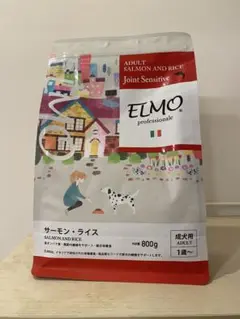 ADULT
SALMON AND RICE
Joint Sensitive
ELMO
professionale
サーモン・ライス
SALMON AND RICE
800g
成犬用
ADULT
1歳〜